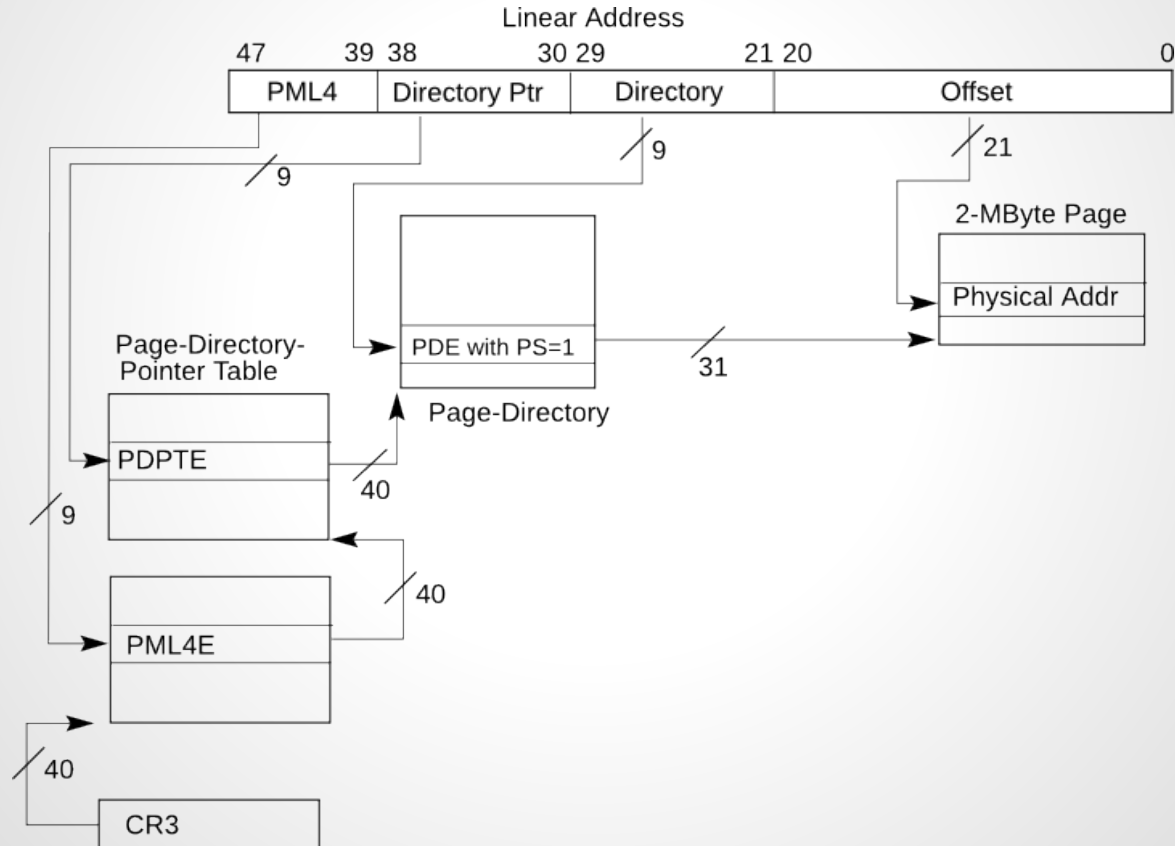 Linear Address
47 39 38 30 29 21 20 0
PML4 Directory Ptr Directory Offset
9
9
21
2-MByte Page
Physical Addr
PDE with PS=1
31
Page-Directory-
Pointer Table
Page-Directory
PDPTE
40
9
40
PML4E
40
CR3